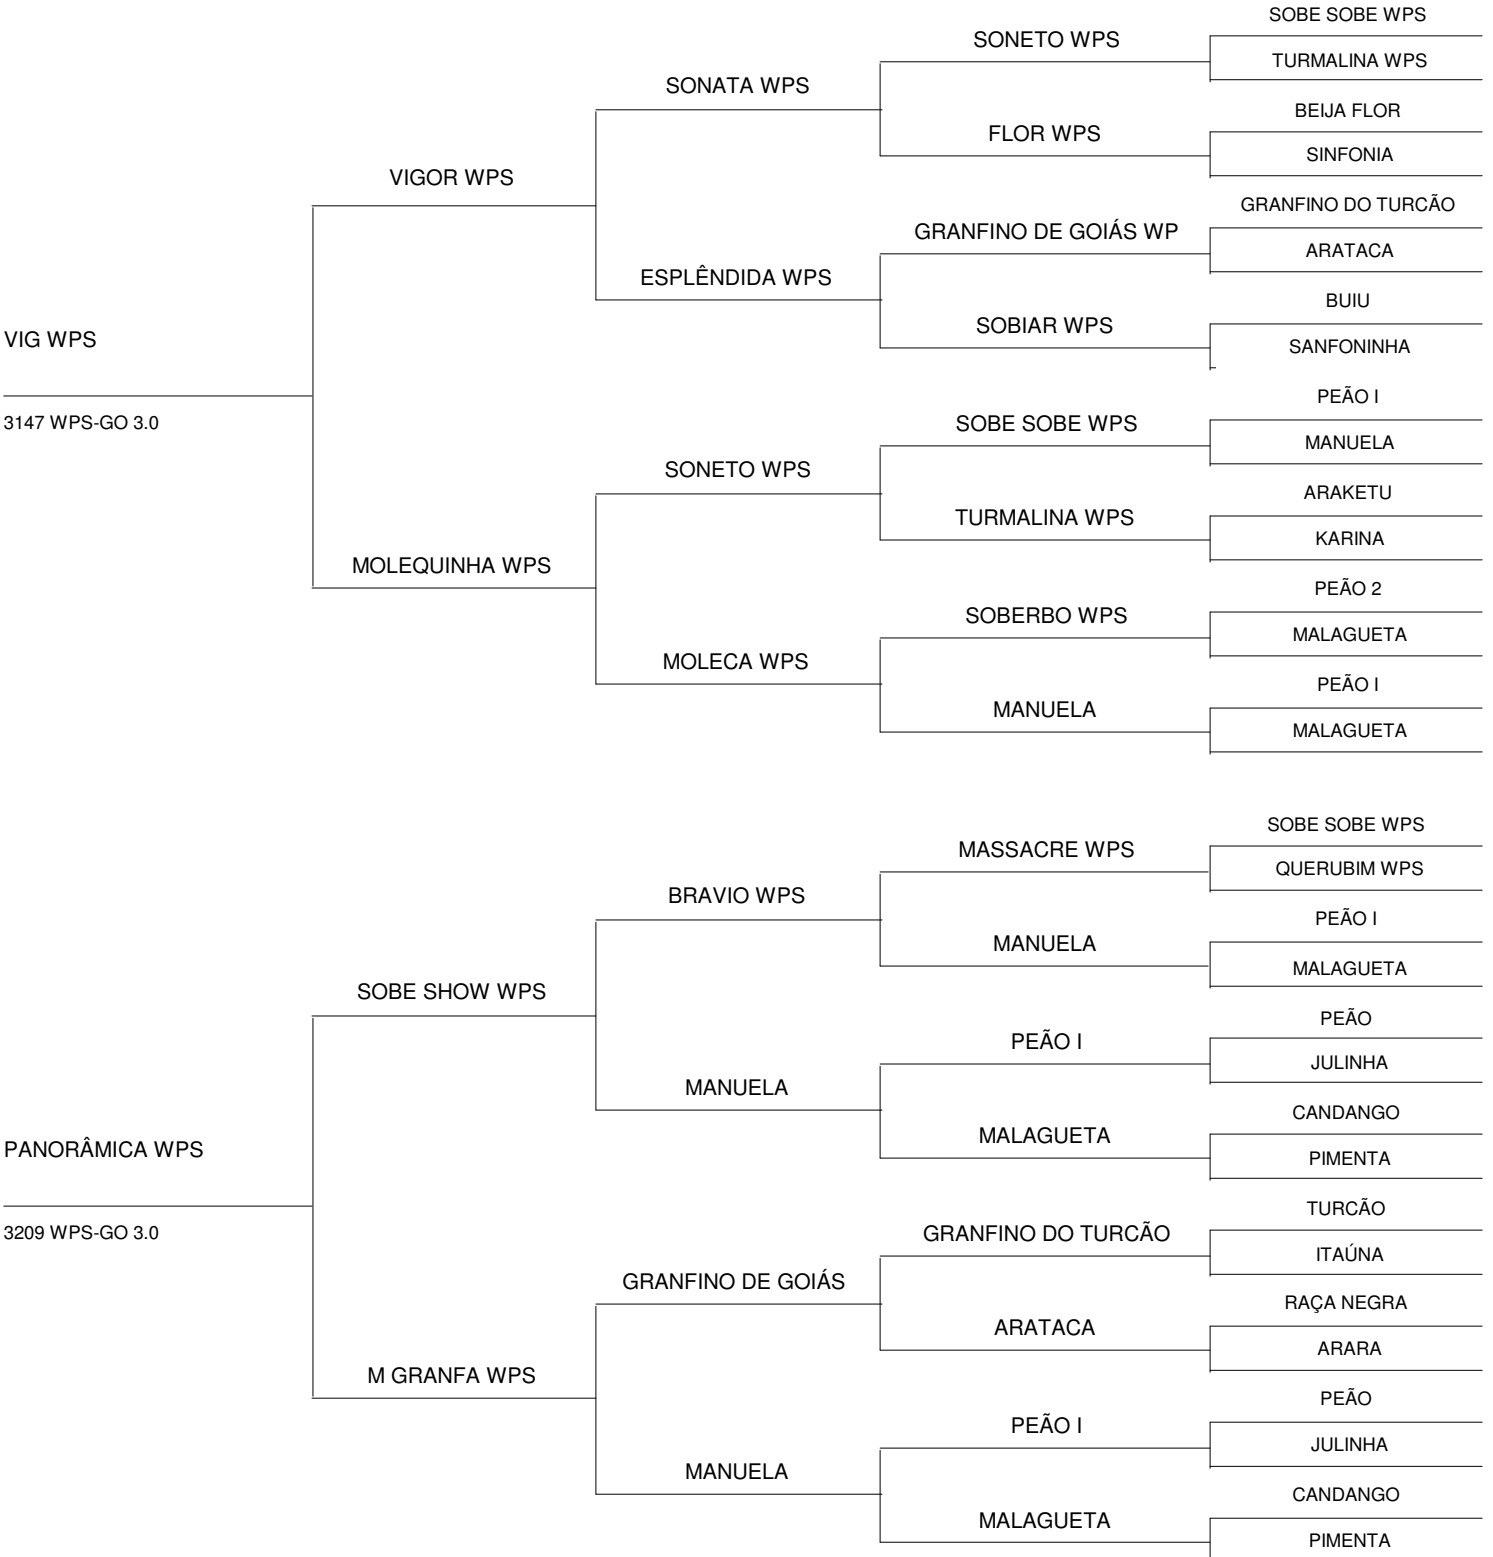 SOBE SOBE WPS
SONETO WPS
TURMALINA WPS
SONATA WPS
BEIJA FLOR
FLOR WPS
SINFONIA
VIGOR WPS
GRANFINO DO TURCÃO
GRANFINO DE GOIÁS WP
ARATACA
ESPLÊNDIDA WPS
BUIU
SOBIAR WPS
SANFONINHA
VIG WPS
3147 WPS-GO 3.0
PEÃO I
SOBE SOBE WPS
MANUELA
SONETO WPS
ARAKETU
TURMALINA WPS
KARINA
MOLEQUINHA WPS
PEÃO 2
SOBERBO WPS
MALAGUETA
MOLECA WPS
PEÃO I
MANUELA
MALAGUETA
SOBE SOBE WPS
MASSACRE WPS
QUERUBIM WPS
BRAVIO WPS
PEÃO I
MANUELA
MALAGUETA
SOBE SHOW WPS
PEÃO
PEÃO I
JULINHA
MANUELA
CANDANGO
MALAGUETA
PIMENTA
PANORÂMICA WPS
3209 WPS-GO 3.0
TURCÃO
GRANFINO DO TURCÃO
ITAÚNA
GRANFINO DE GOIÁS
RAÇA NEGRA
ARATACA
ARARA
M GRANFA WPS
PEÃO
PEÃO I
JULINHA
MANUELA
CANDANGO
MALAGUETA
PIMENTA